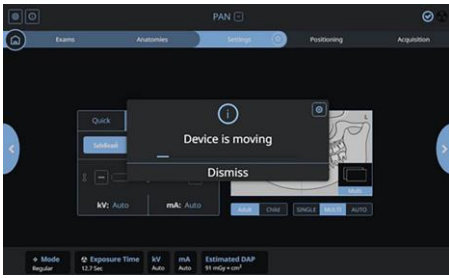 PAN
Exams
Anatomies
Settings
Positioning
Acquisition
Quick
L
Device is moving
Dismiss
Multi
kV: Auto
mA: Auto
Adult
Child
SINGLE
MULTI
AUTO
Mode
Regular
Exposure Time
12.7 Sec
kV
Auto
mA
Auto
Estimated DAP
91 mGy • cm²